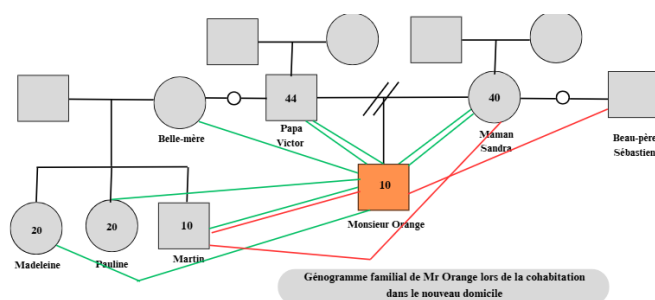 44
40
Belle-mère
Papa
Victor
Maman
Sandra
Beau-père
Sébastien
10
Monsieur Orange
20
20
10
Madeleine
Pauline
Martin
Génogramme familial de Mr Orange lors de la cohabitation
dans le nouveau domicile